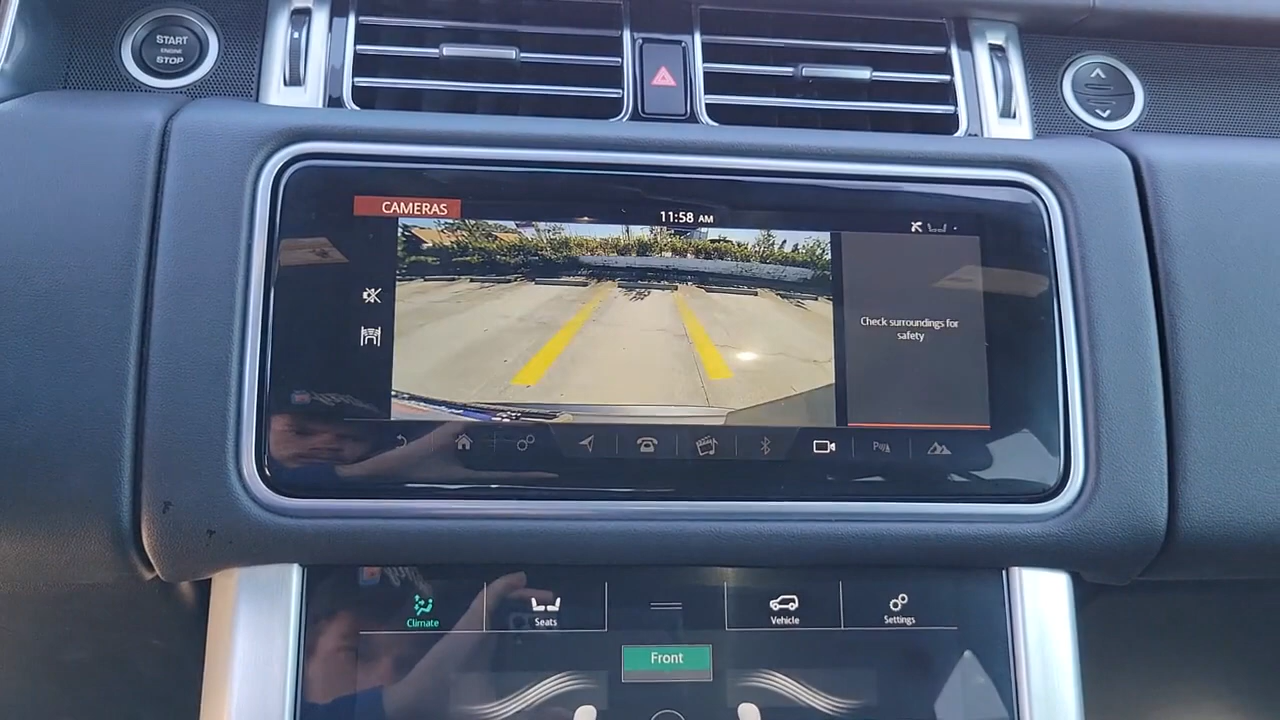 START
ENGINE
STOP
CAMERAS
11:58 AM
Check surroundings for
safety
Climate
Seats
Vehicle
Settings
Front